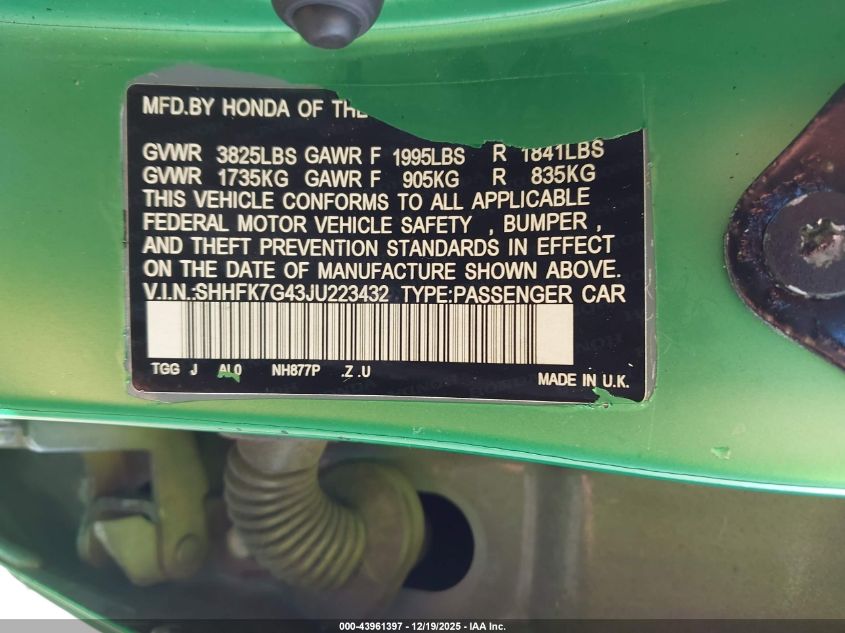 MFD.BY HONDA OF THE
GVWR 3825LBS GAWR F 1995LBS R 1841LBS
GVWR 1735KG GAWR F 905KG R 835KG
THIS VEHICLE CONFORMS TO ALL APPLICABLE
FEDERAL MOTOR VEHICLE SAFETY , BUMPER ,
AND THEFT PREVENTION STANDARDS IN EFFECT
ON THE DATE OF MANUFACTURE SHOWN ABOVE.
V.I.N.:SHHFK7G43JU223432 TYPE:PASSENGER CAR
TGG J AL0 NH877P .Z .U
MADE IN U.K.
000-43961397 - 12/19/2025 - IAA Inc.